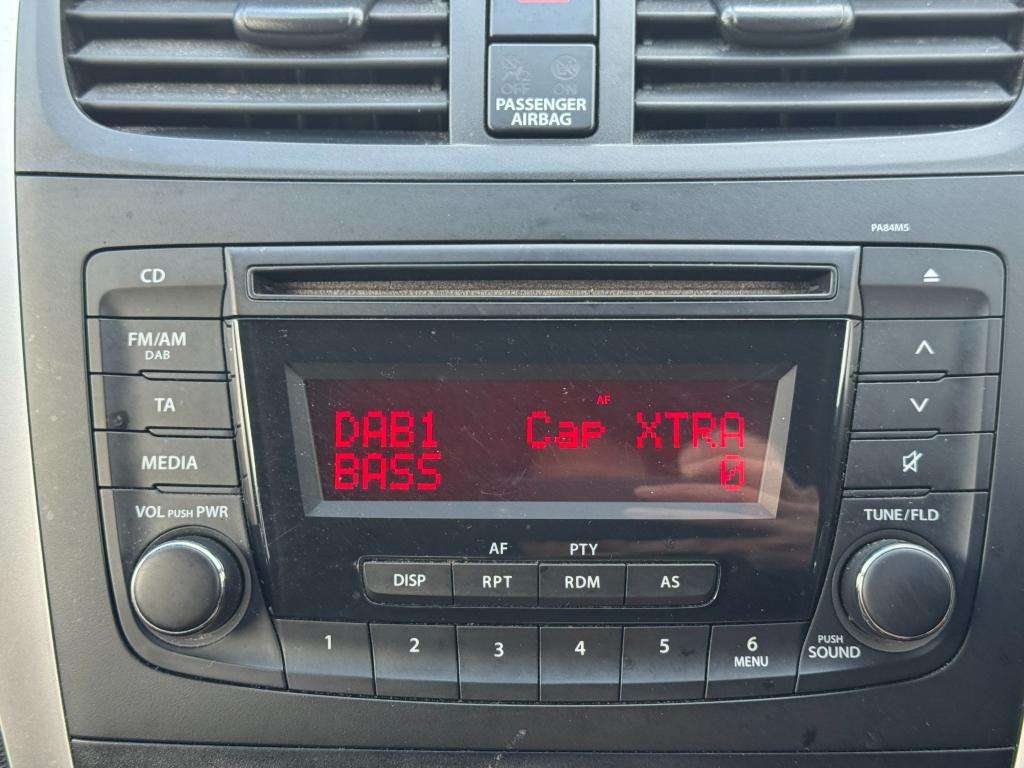 OFF ON
PASSENGER
AIRBAG
PA84M5
CD
FM/AM
DAB
TA
MEDIA
VOL PUSH PWR
AF
DAB1 Cap XTRA
BASS 0
TUNE/FLD
AF PTY
DISP RPT RDM AS
1 2 3 4 5 6
MENU
PUSH
SOUND